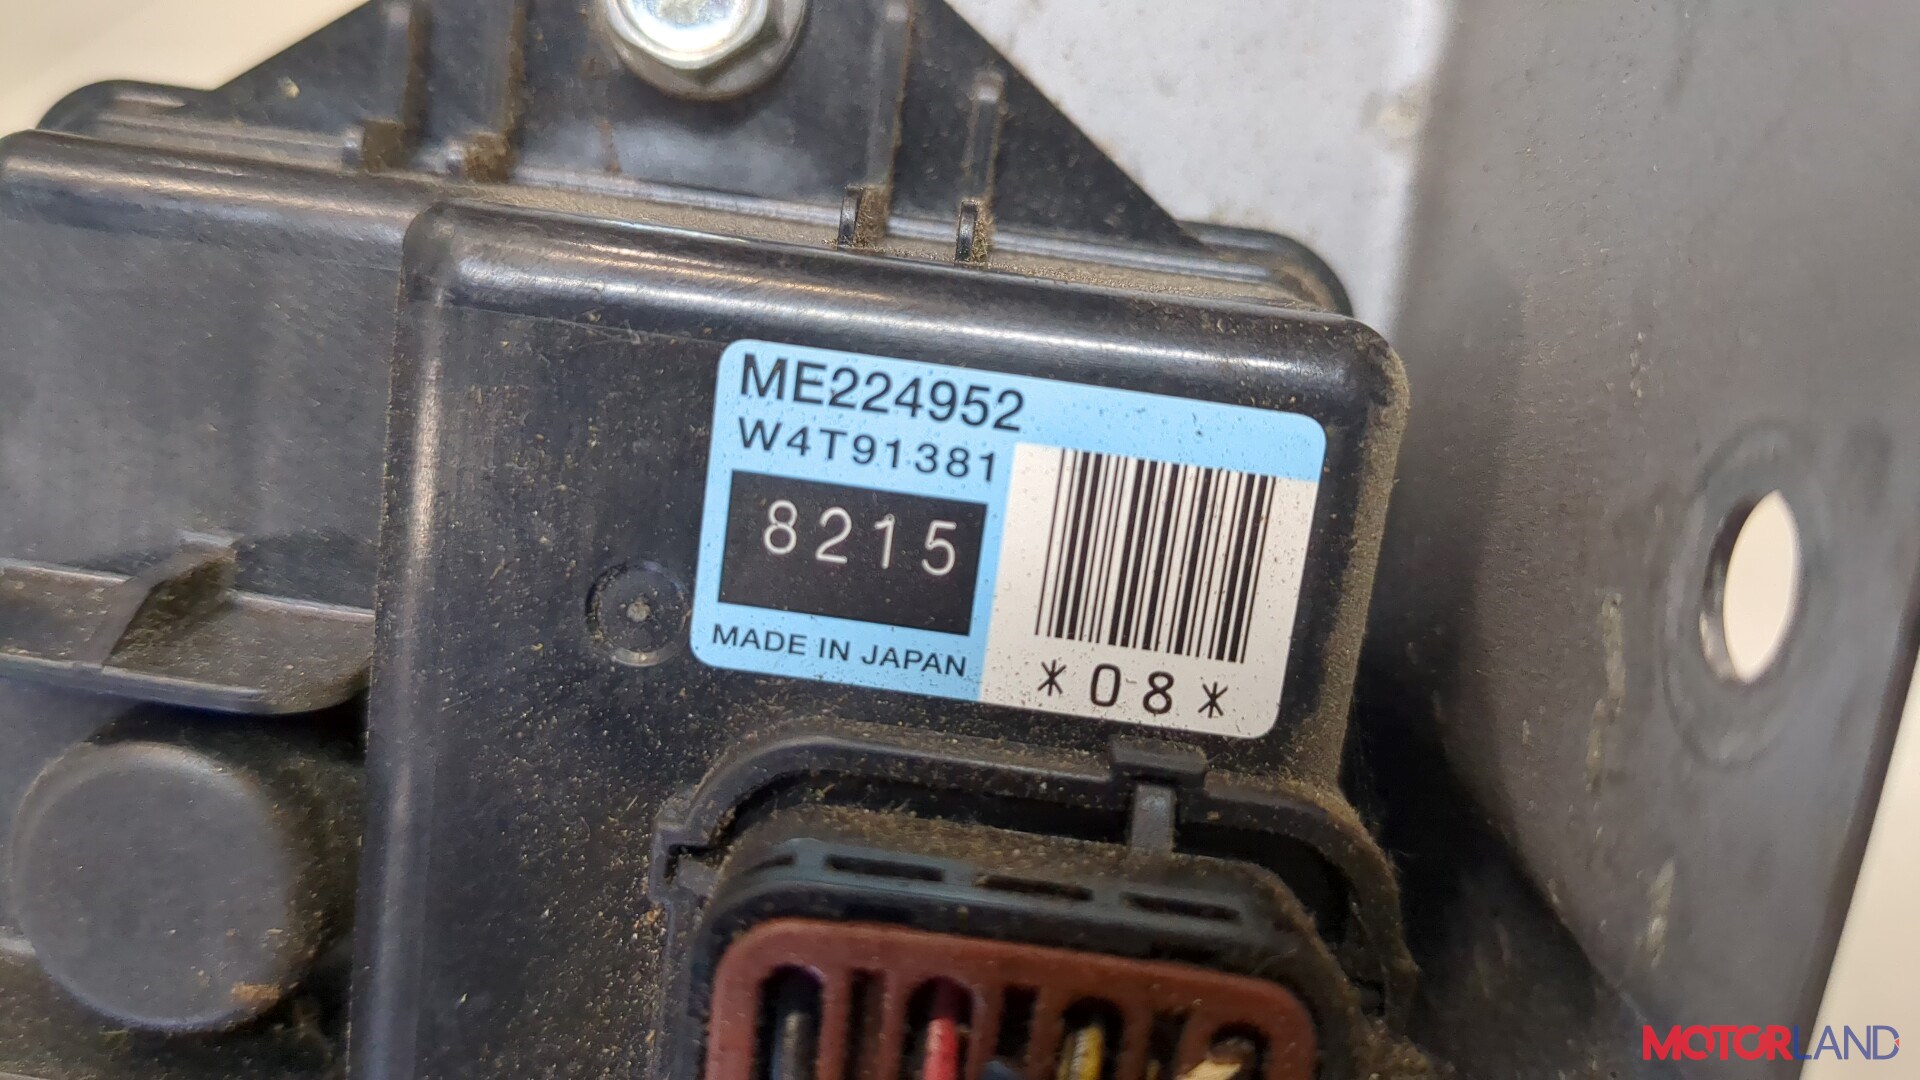 ME224952
W4T91381
8215
MADE IN JAPAN
*08*
MOTORLAND